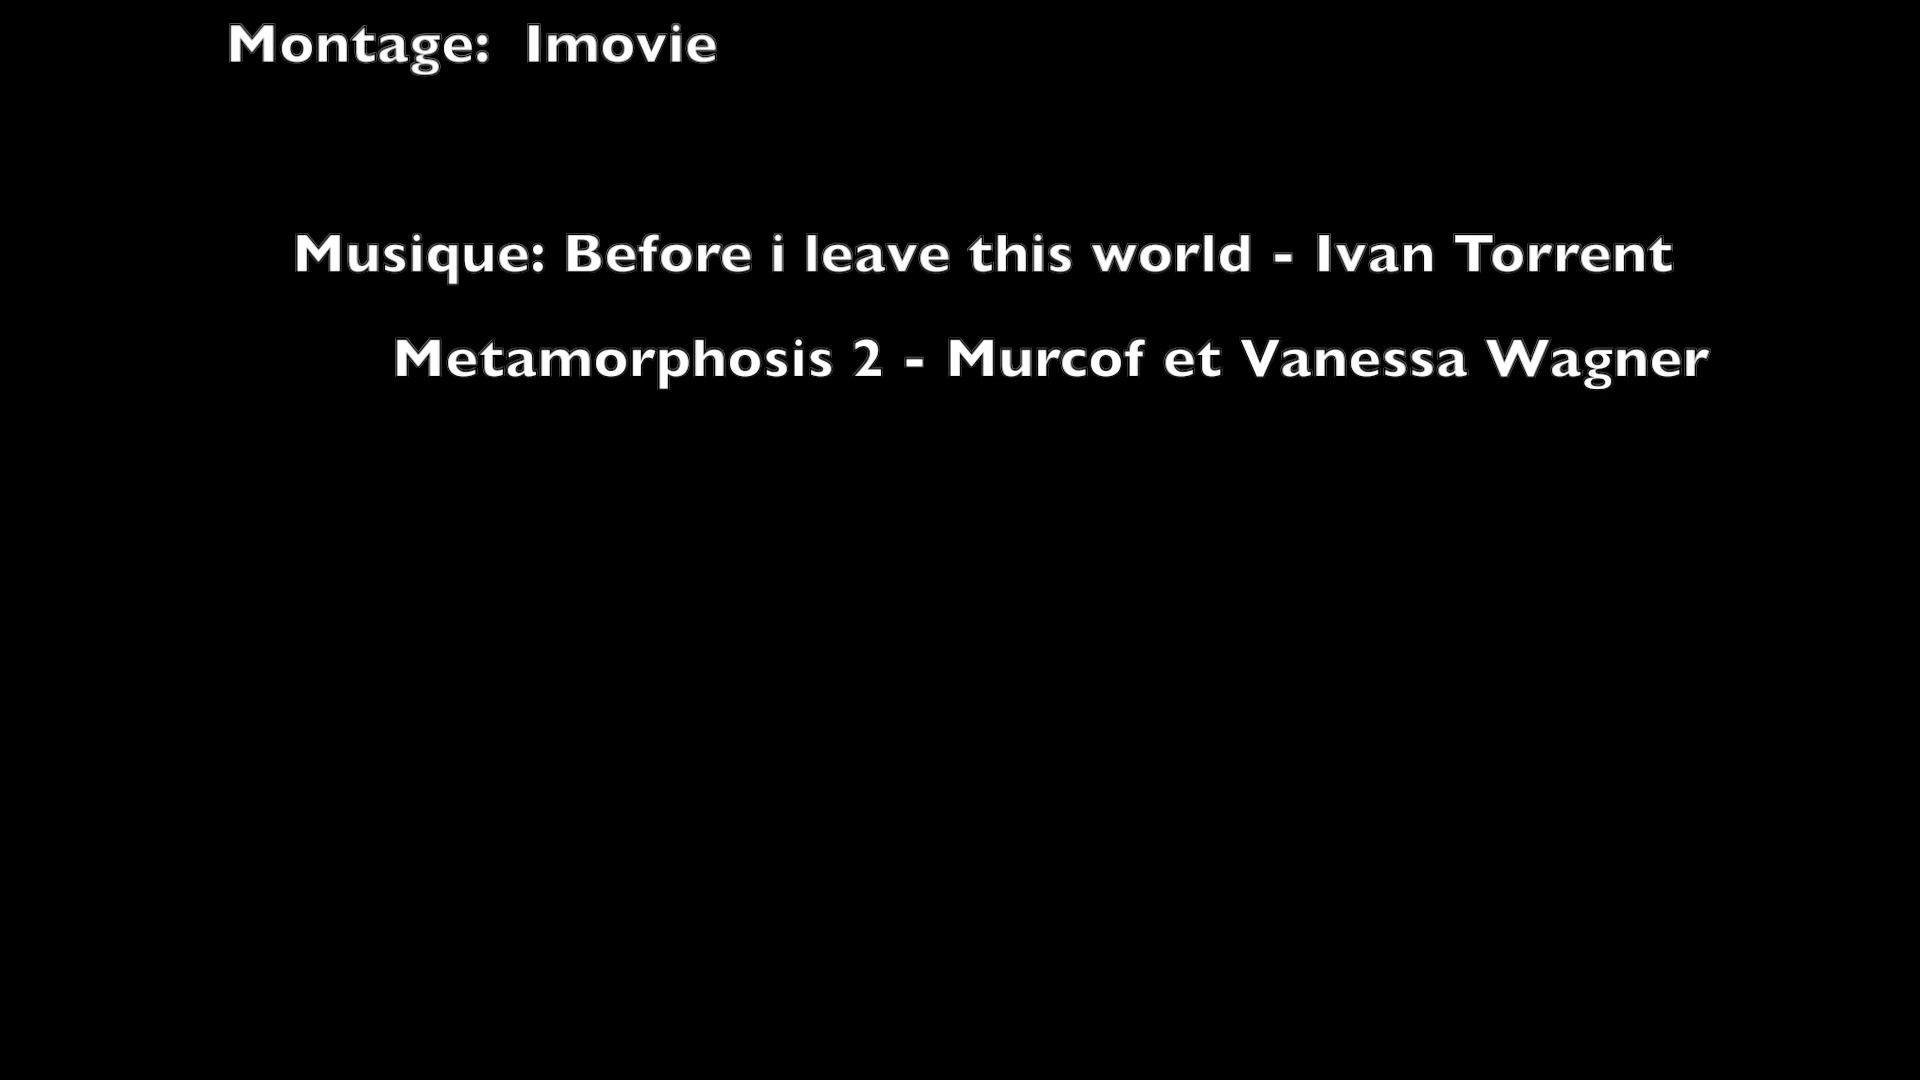 Montage:  Imovie
Musique: Before i leave this world - Ivan Torrent
Metamorphosis 2 - Murcof et Vanessa Wagner